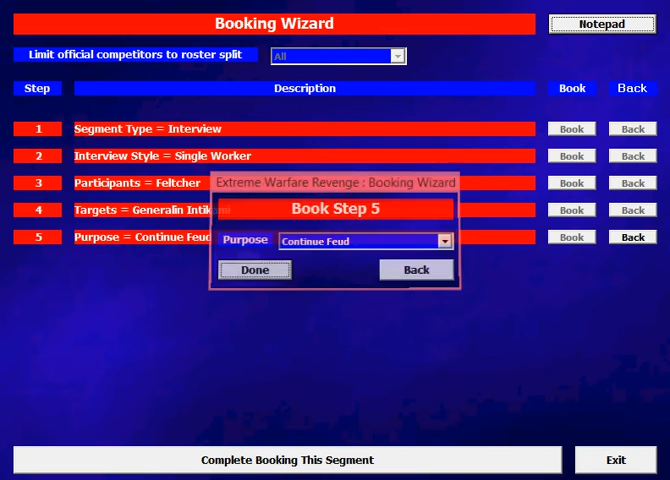 Booking Wizard
Notepad
Limit official competitors to roster split
All
Step Description Book Back
1 Segment Type = Interview Book Back
2 Interview Style = Single Worker Book Back
3 Participants = Feltcher Book Back
4 Targets = Generalin Intikami Book Back
5 Purpose = Continue Feud Book Back
Extreme Warfare Revenge : Booking Wizard
Book Step 5
Purpose Continue Feud
Done Back
Complete Booking This Segment Exit